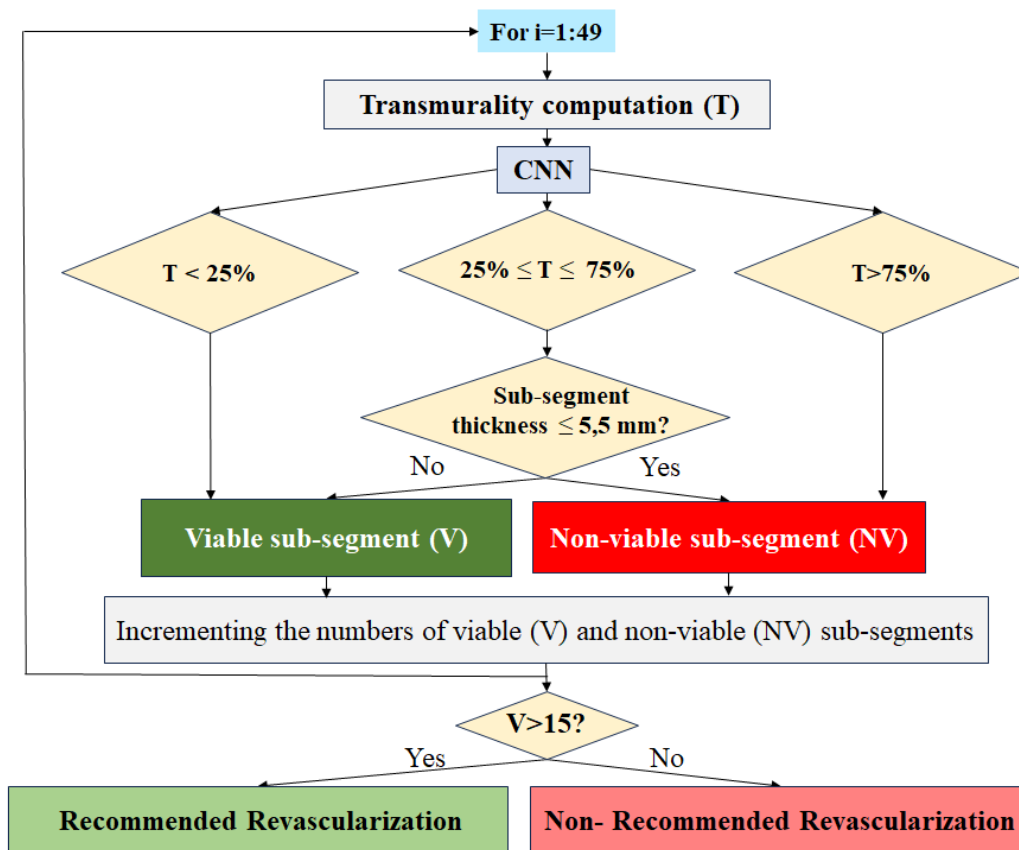 For i=1:49
Transmurality computation (T)
CNN
T < 25%
25% ≤ T ≤ 75%
T>75%
Sub-segment
thickness ≤ 5,5 mm?
No
Yes
Viable sub-segment (V)
Non-viable sub-segment (NV)
Incrementing the numbers of viable (V) and non-viable (NV) sub-segments
V>15?
Yes
No
Recommended Revascularization
Non- Recommended Revascularization